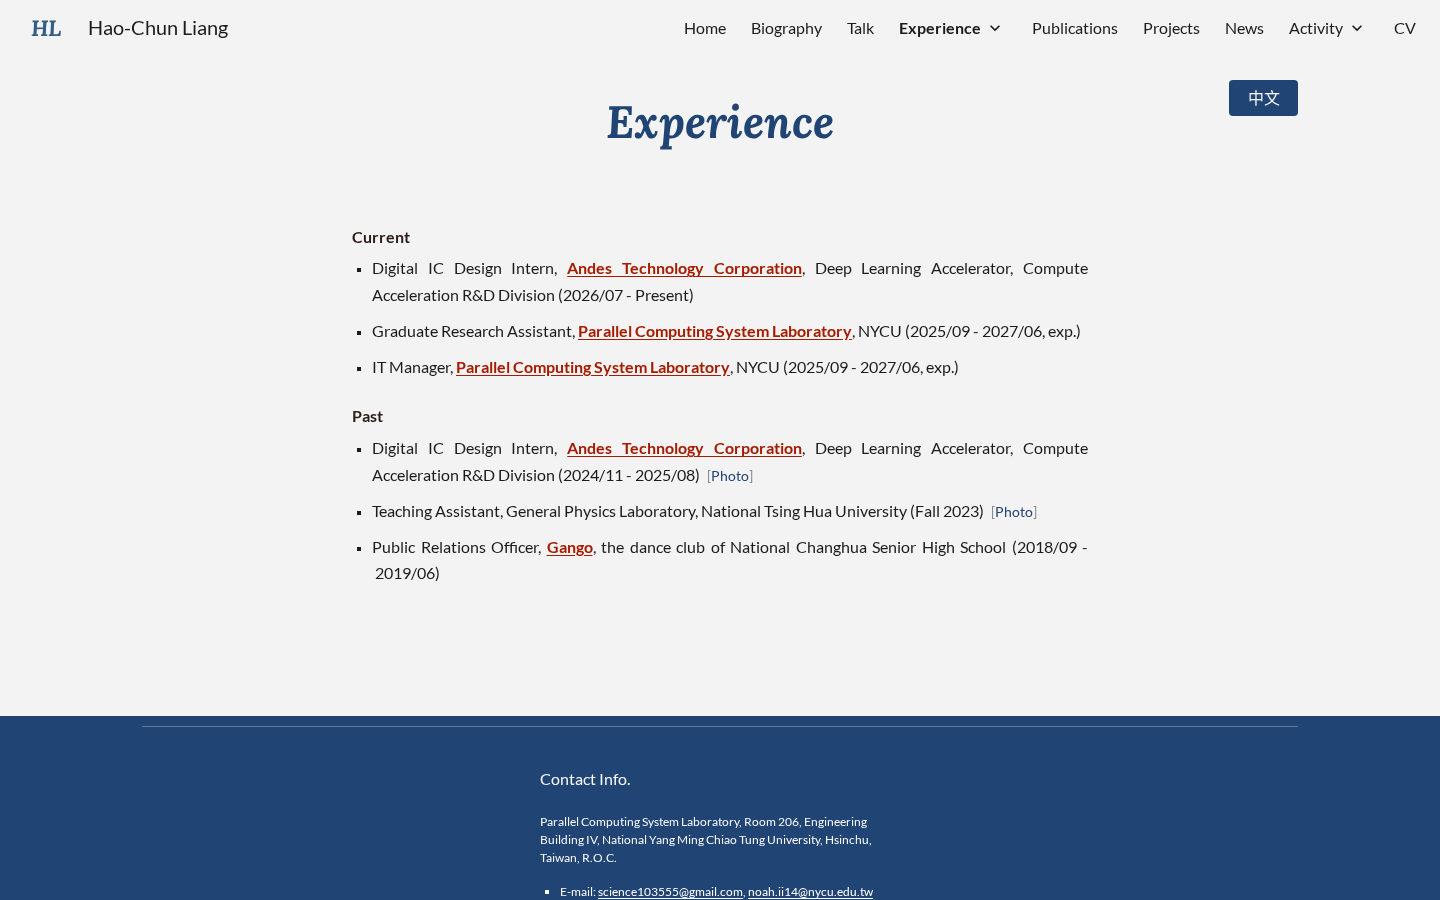 HL Hao-Chun Liang Home Biography Talk Experience Publications Projects News Activity CV
中文
Experience
Current
Digital IC Design Intern, Andes Technology Corporation, Deep Learning Accelerator, Compute
Acceleration R&D Division (2026/07 - Present)
Graduate Research Assistant, Parallel Computing System Laboratory, NYCU (2025/09 - 2027/06, exp.)
IT Manager, Parallel Computing System Laboratory, NYCU (2025/09 - 2027/06, exp.)
Past
Digital IC Design Intern, Andes Technology Corporation, Deep Learning Accelerator, Compute
Acceleration R&D Division (2024/11 - 2025/08) [Photo]
Teaching Assistant, General Physics Laboratory, National Tsing Hua University (Fall 2023) [Photo]
Public Relations Officer, Gango, the dance club of National Changhua Senior High School (2018/09 -
2019/06)
Contact Info.
Parallel Computing System Laboratory, Room 206, Engineering
Building IV, National Yang Ming Chiao Tung University, Hsinchu,
Taiwan, R.O.C.
E-mail: science103555@gmail.com, noah.ii14@nycu.edu.tw